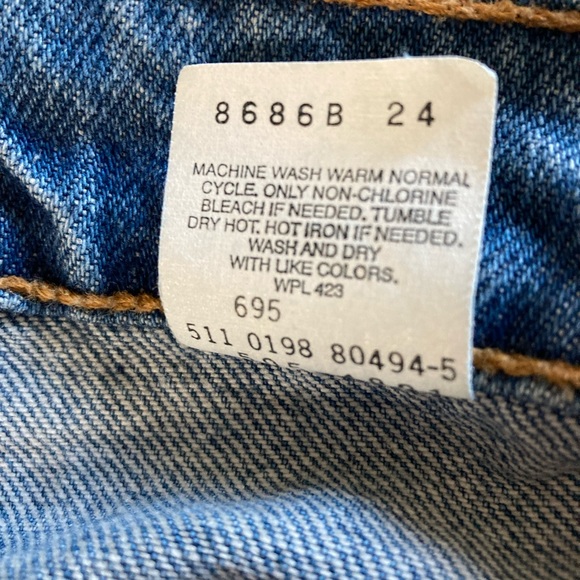 8686B 24
MACHINE WASH WARM NORMAL
CYCLE. ONLY NON-CHLORINE
BLEACH IF NEEDED. TUMBLE
DRY HOT. HOT IRON IF NEEDED.
WASH AND DRY
WITH LIKE COLORS.
WPL 423
695
511 0198 80494-5